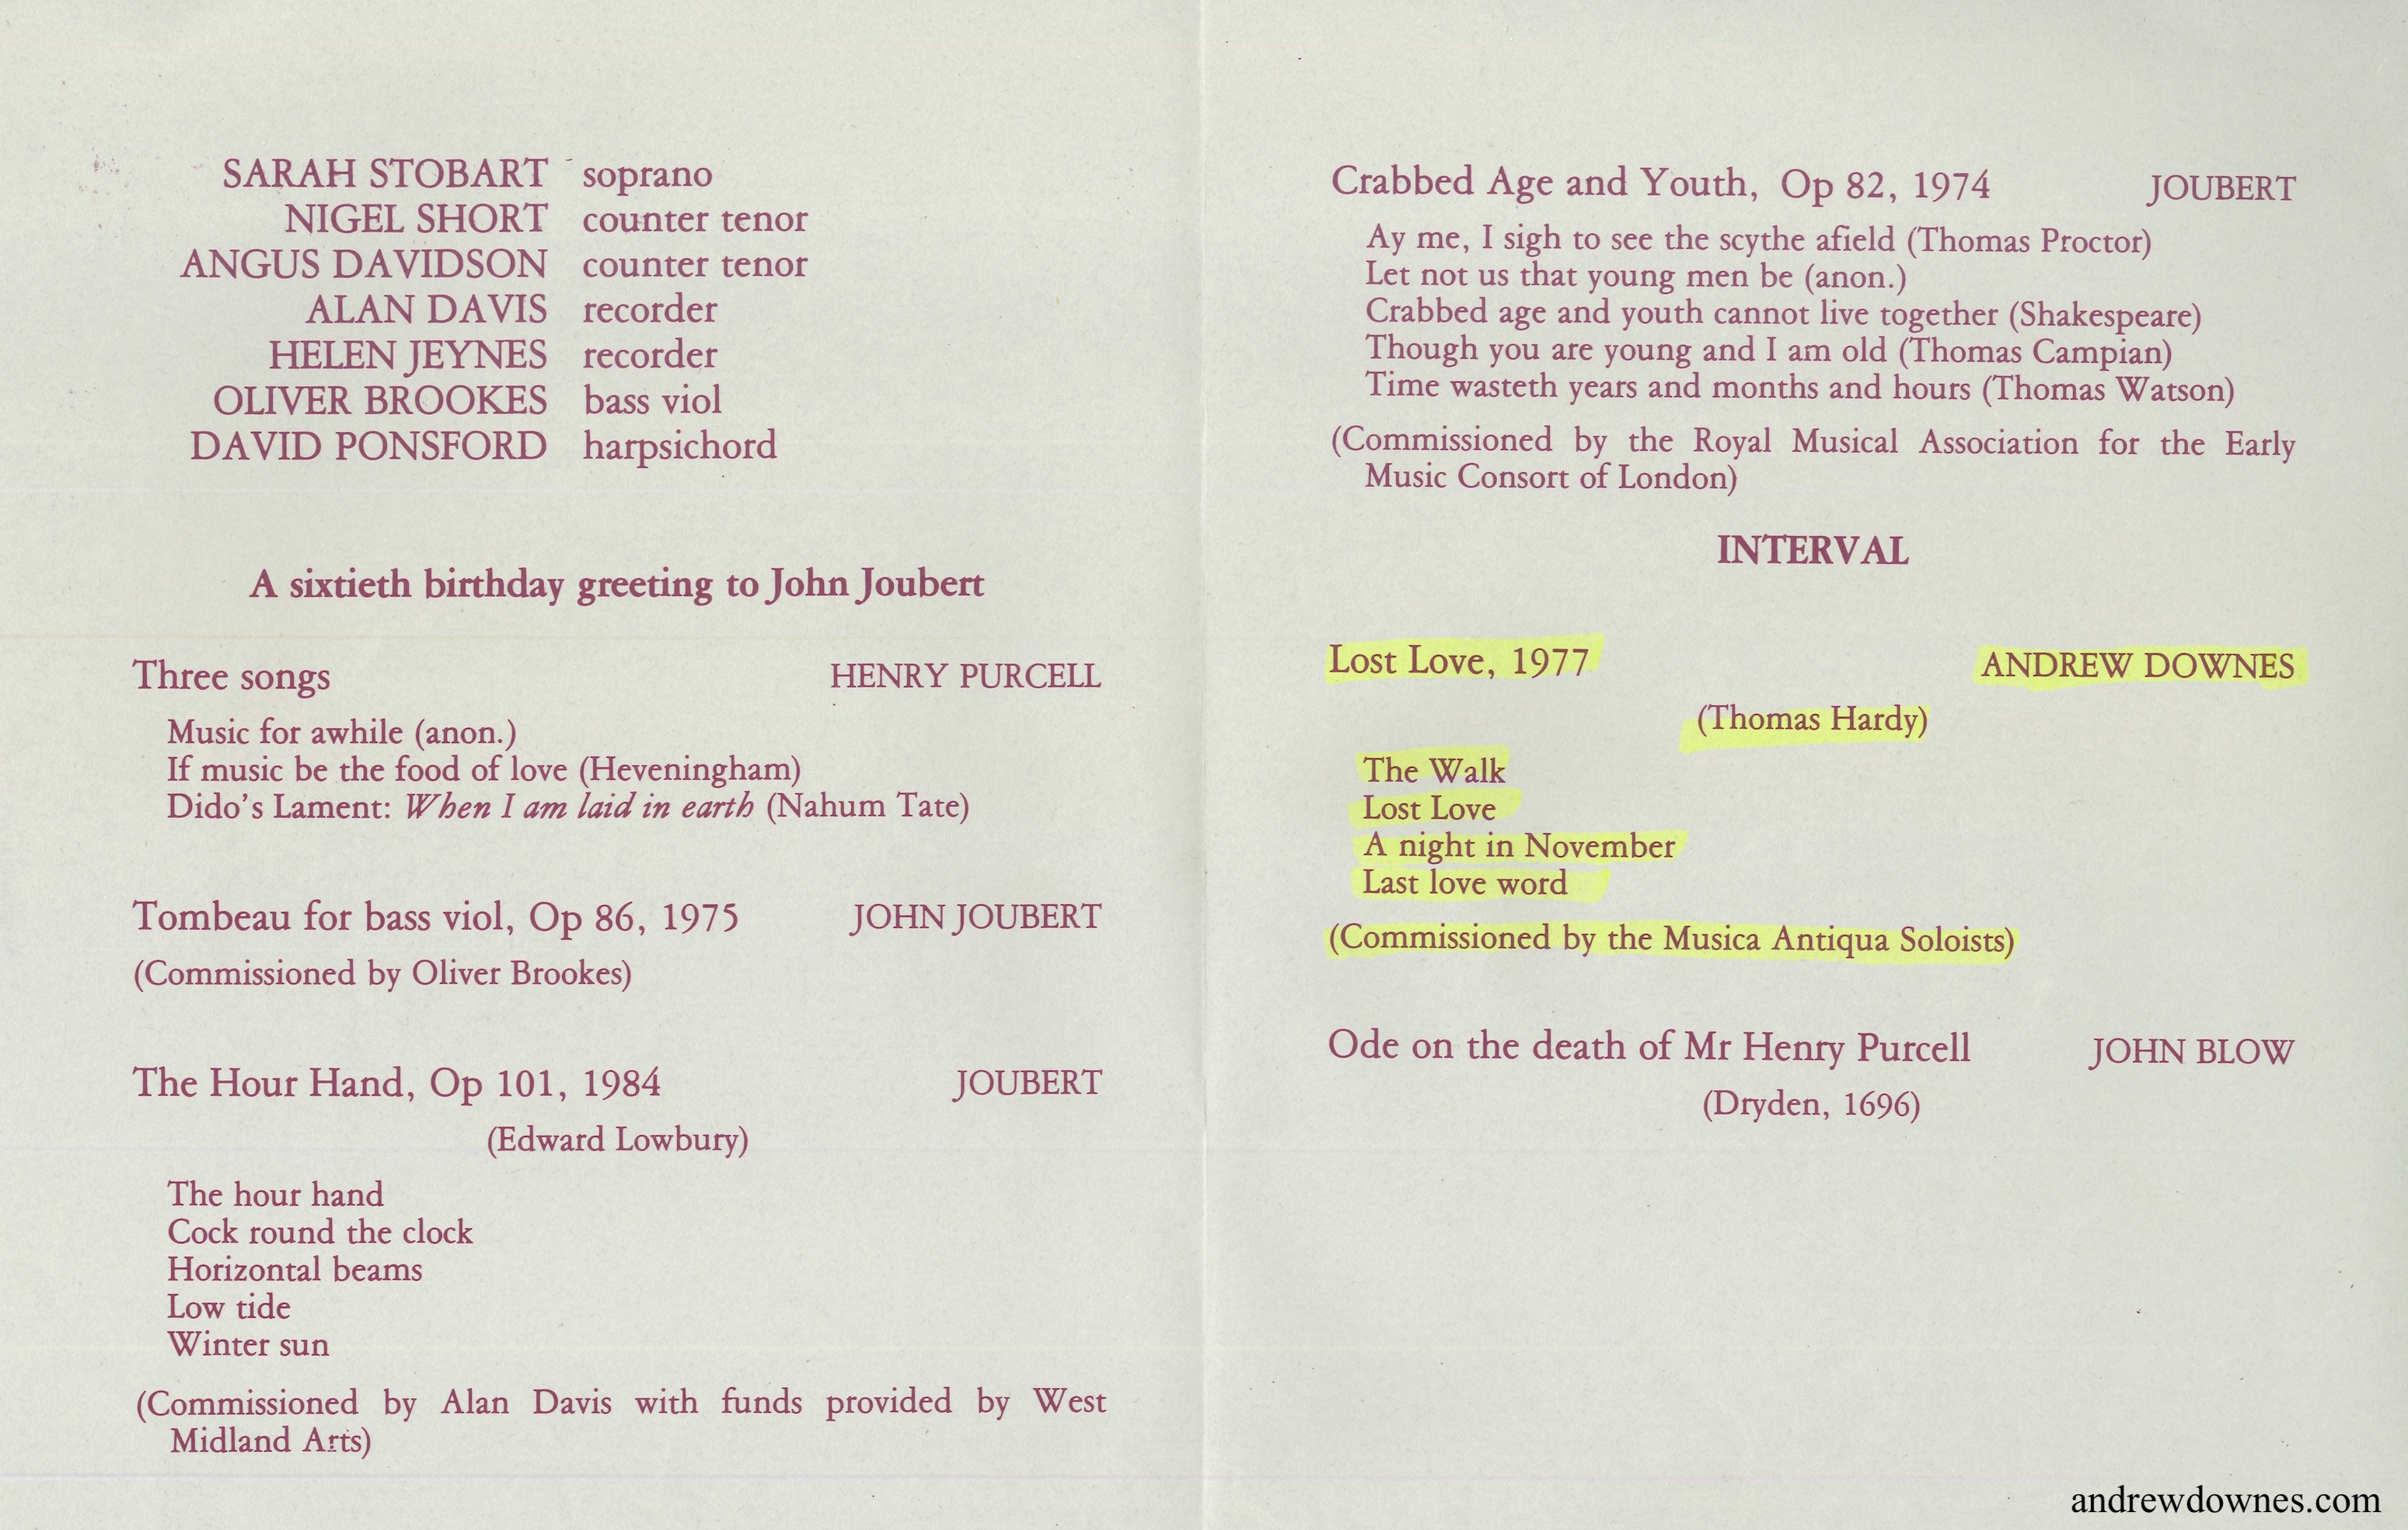 SARAH STOBART soprano
NIGEL SHORT counter tenor
ANGUS DAVIDSON counter tenor
ALAN DAVIS recorder
HELEN JEYNES recorder
OLIVER BROOKES bass viol
DAVID PONSFORD harpsichord
A sixtieth birthday greeting to John Joubert
Three songs HENRY PURCELL
Music for awhile (anon.)
If music be the food of love (Heveningham)
Dido's Lament: When I am laid in earth (Nahum Tate)
Tombeau for bass viol, Op 86, 1975 JOHN JOUBERT
(Commissioned by Oliver Brookes)
The Hour Hand, Op 101, 1984 JOUBERT
(Edward Lowbury)
The hour hand
Cock round the clock
Horizontal beams
Low tide
Winter sun
(Commissioned by Alan Davis with funds provided by West
Midland Arts)
Crabbed Age and Youth, Op 82, 1974 JOUBERT
Ay me, I sigh to see the scythe afield (Thomas Proctor)
Let not us that young men be (anon.)
Crabbed age and youth cannot live together (Shakespeare)
Though you are young and I am old (Thomas Campian)
Time wasteth years and months and hours (Thomas Watson)
(Commissioned by the Royal Musical Association for the Early
Music Consort of London)
INTERVAL
Lost Love, 1977 ANDREW DOWNES
(Thomas Hardy)
The Walk
Lost Love
A night in November
Last love word
(Commissioned by the Musica Antiqua Soloists)
Ode on the death of Mr Henry Purcell JOHN BLOW
(Dryden, 1696)
andrewdownes.com